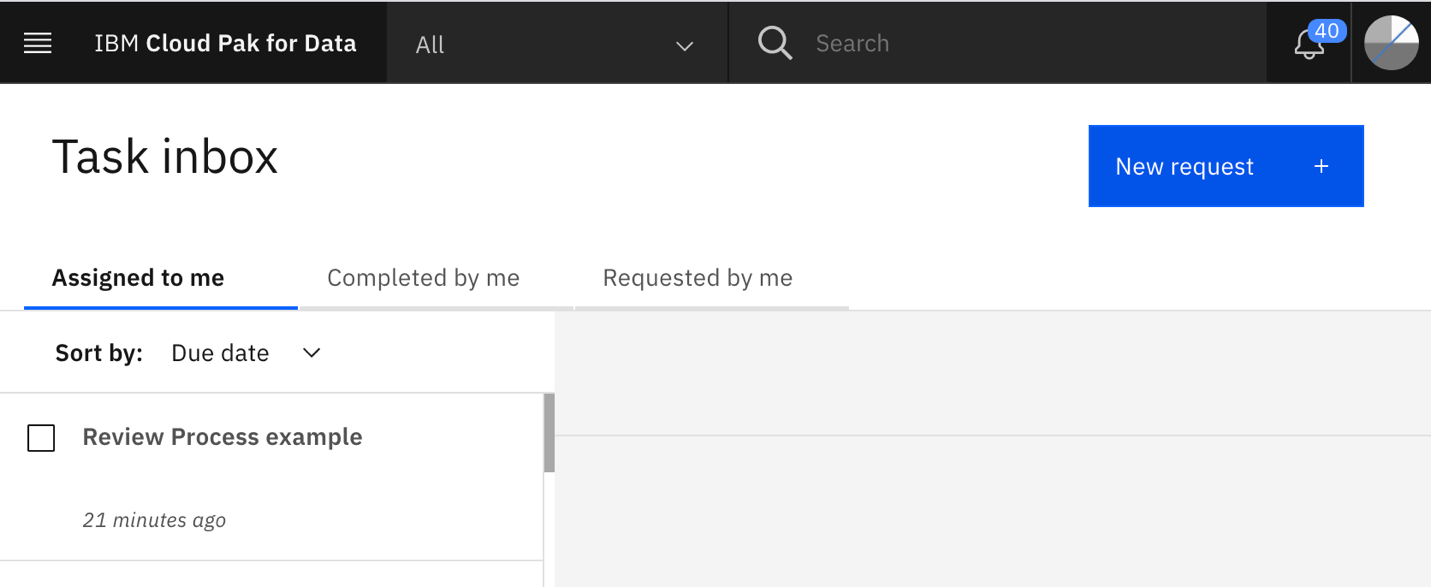 IBM Cloud Pak for Data
All
Search
40
Task inbox
New request +
Assigned to me
Completed by me
Requested by me
Sort by: Due date
Review Process example
21 minutes ago